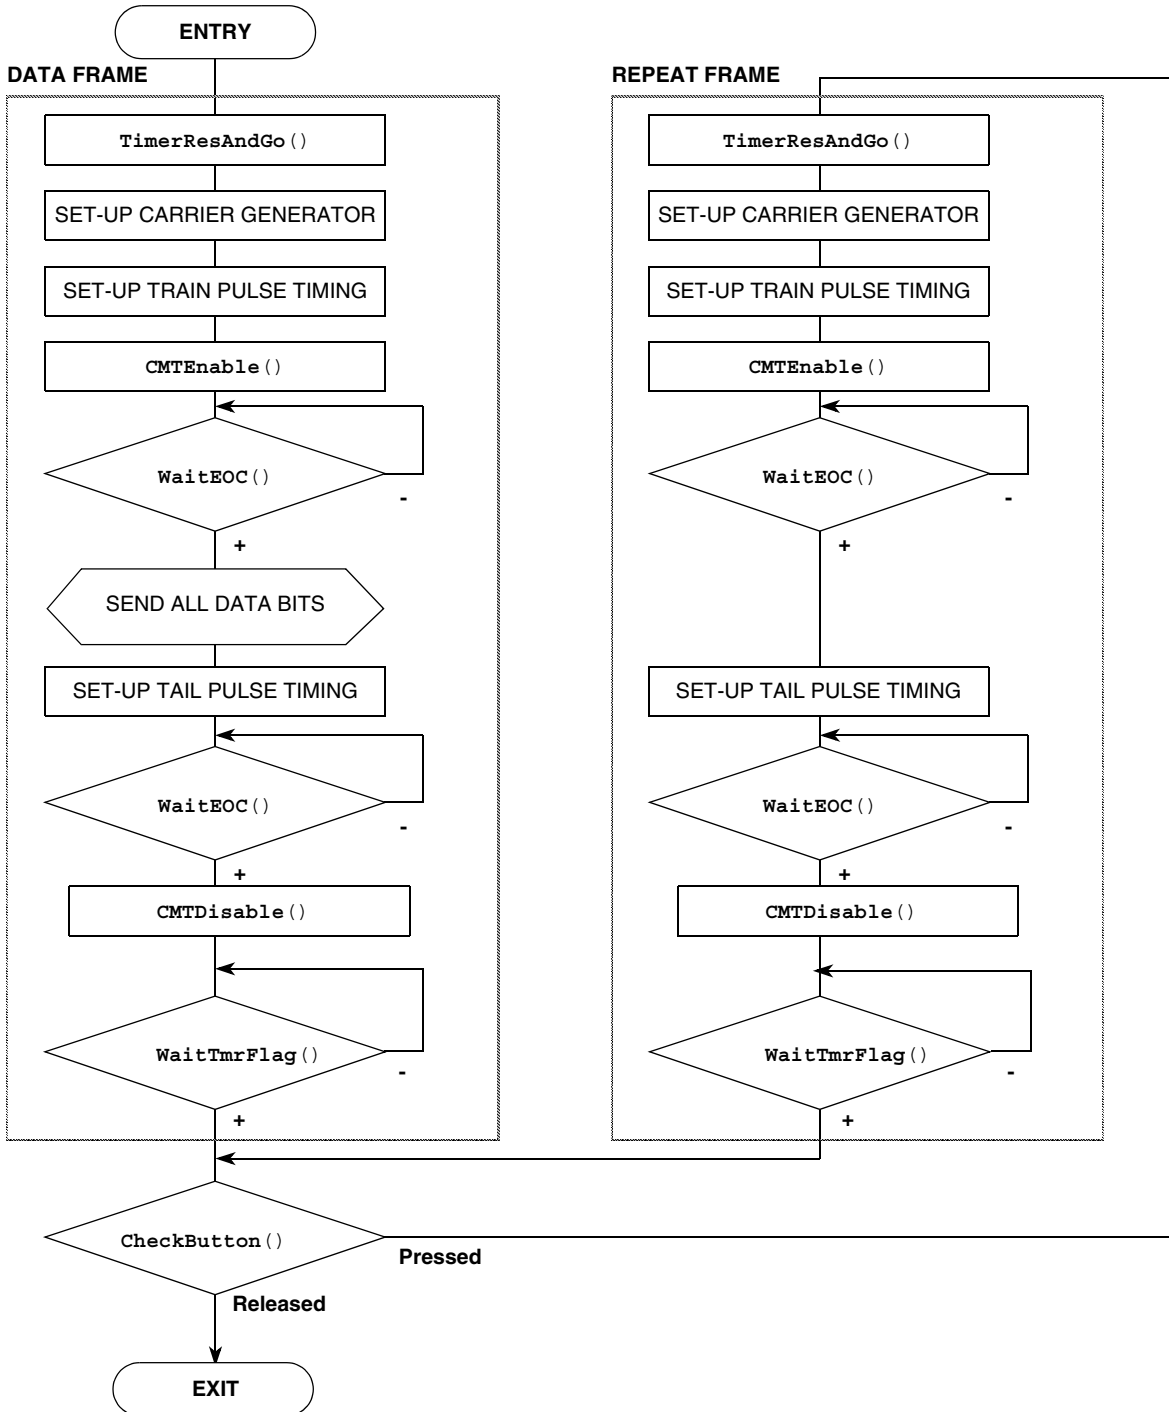 ENTRY
DATA FRAME
TimerResAndGo()
SET-UP CARRIER GENERATOR
SET-UP TRAIN PULSE TIMING
CMTEnable()
WaitEOC()
-
+
SEND ALL DATA BITS
SET-UP TAIL PULSE TIMING
WaitEOC()
-
+
CMTDisable()
WaitTmrFlag()
-
+
REPEAT FRAME
TimerResAndGo()
SET-UP CARRIER GENERATOR
SET-UP TRAIN PULSE TIMING
CMTEnable()
WaitEOC()
-
+
SET-UP TAIL PULSE TIMING
WaitEOC()
-
+
CMTDisable()
WaitTmrFlag()
-
+
CheckButton()
Pressed
Released
EXIT